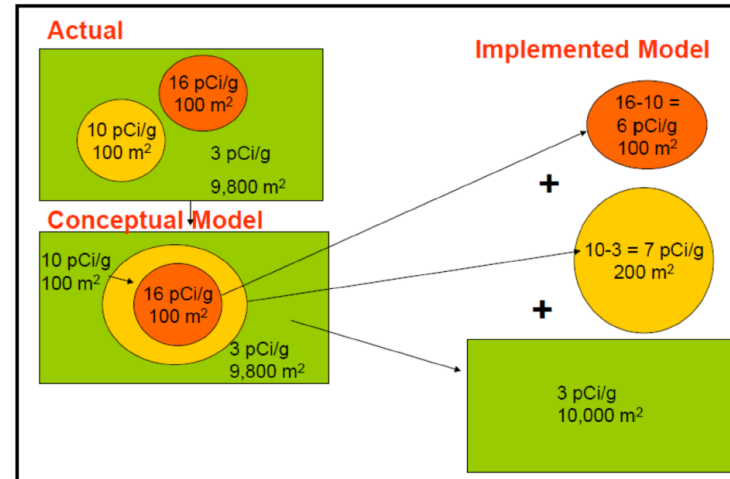 Actual
16 pCi/g
100 m²
10 pCi/g
100 m²
3 pCi/g
9,800 m²
Conceptual Model
10 pCi/g
100 m²
16 pCi/g
100 m²
3 pCi/g
9,800 m²
Implemented Model
16-10 =
6 pCi/g
100 m²
+
10-3 = 7 pCi/g
200 m²
+
3 pCi/g
10,000 m²